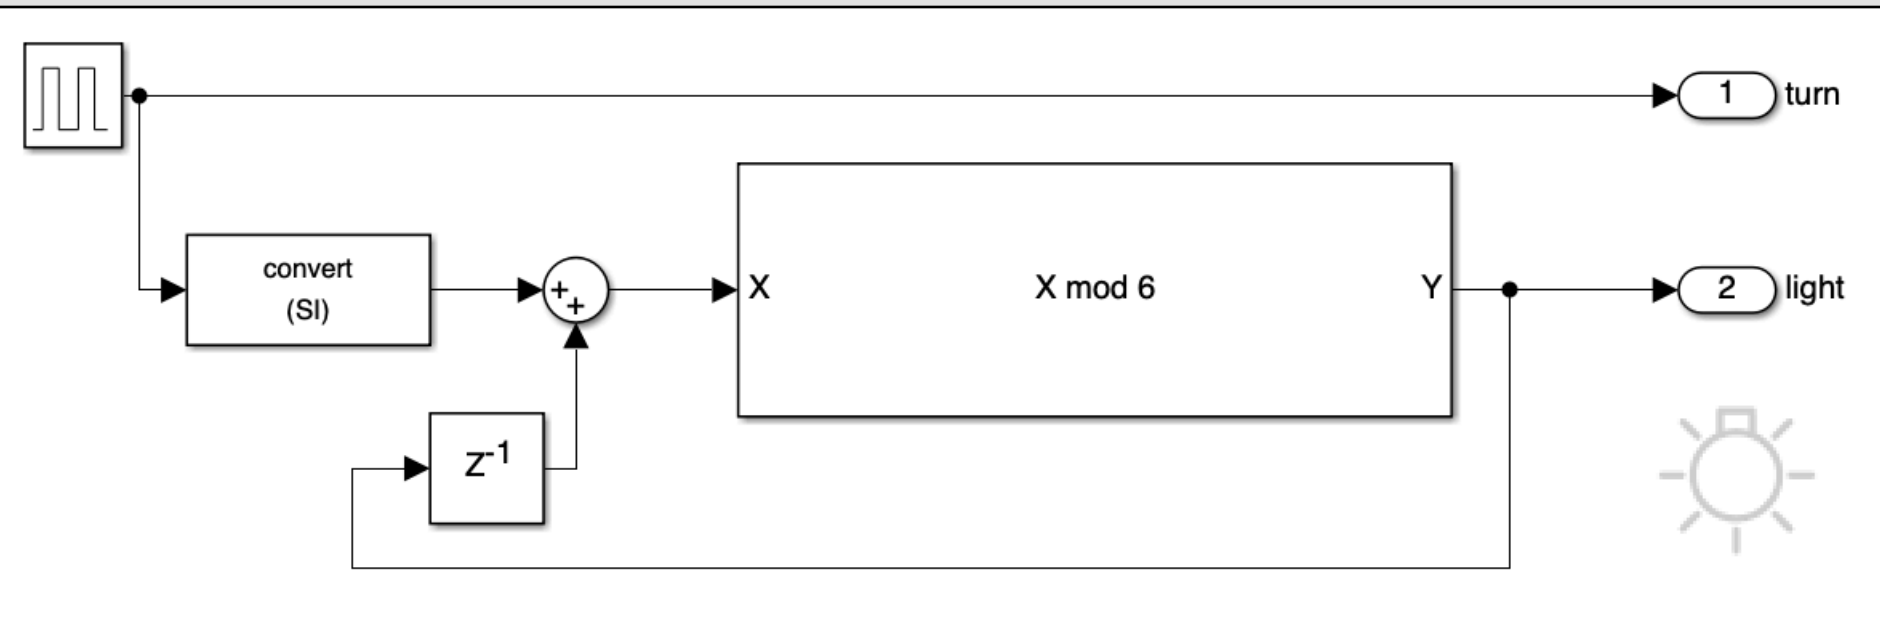 1 turn
convert
(SI)
+
+
X
X mod 6
Y
2 light
Z-1